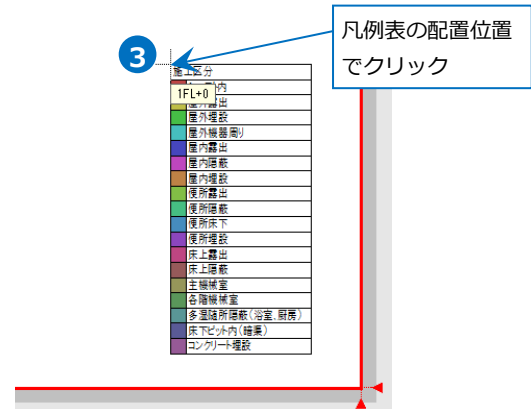 凡例表の配置位置
でクリック
3
施工区分
内
1FL+0
屋外露出
屋外埋設
屋外機器周り
屋内露出
屋内隠蔽
屋内埋設
便所露出
便所隠蔽
便所床下
便所埋設
床上露出
床上隠蔽
主機械室
各階機械室
多湿箇所隠蔽(浴室、厨房)
床下ピット内(暗渠)
コンクリート埋設